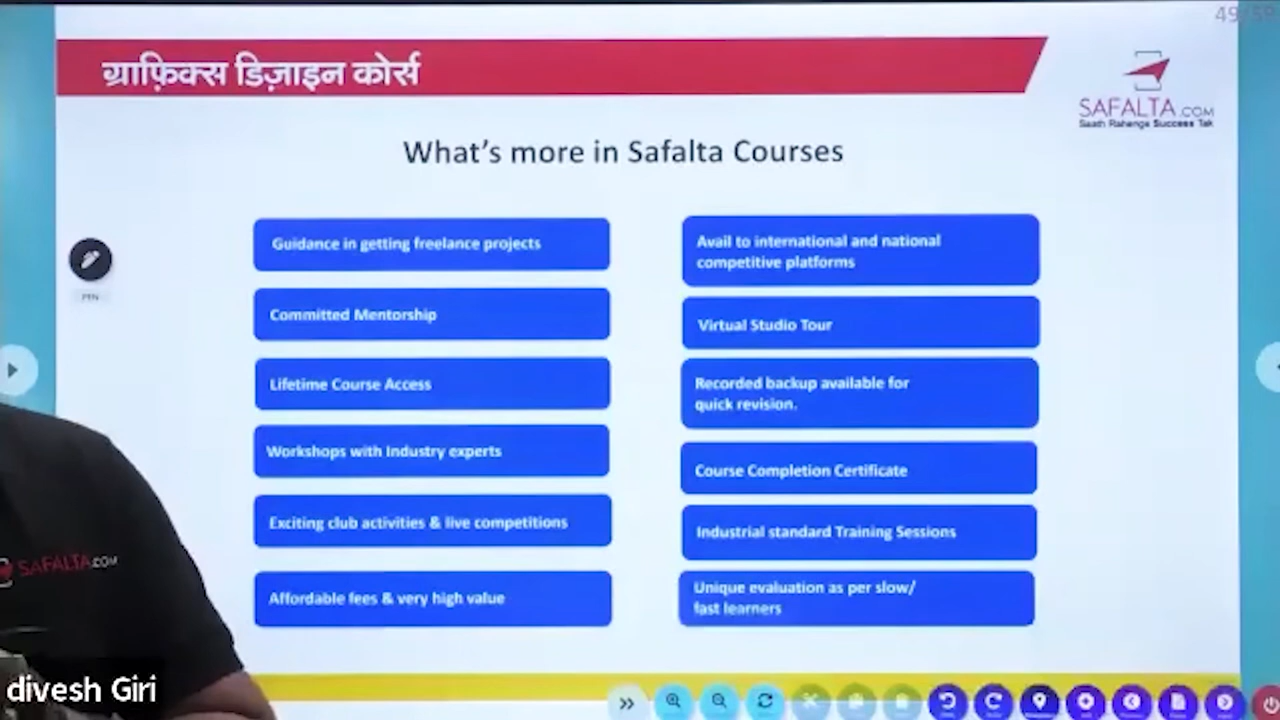 ग्राफ़िक्स डिज़ाइन कोर्स
SAFALTA.COM
Saath Rahenge Success Tak
What's more in Safalta Courses
Guidance in getting freelance projects
Committed Mentorship
Lifetime Course Access
Workshops with Industry experts
Exciting club activities & live competitions
Affordable fees & very high value
Avail to international and national
competitive platforms
Virtual Studio Tour
Recorded backup available for
quick revision.
Course Completion Certificate
Industrial standard Training Sessions
Unique evaluation as per slow/
fast learners
PEN
SAFALTA.COM
divesh Giri